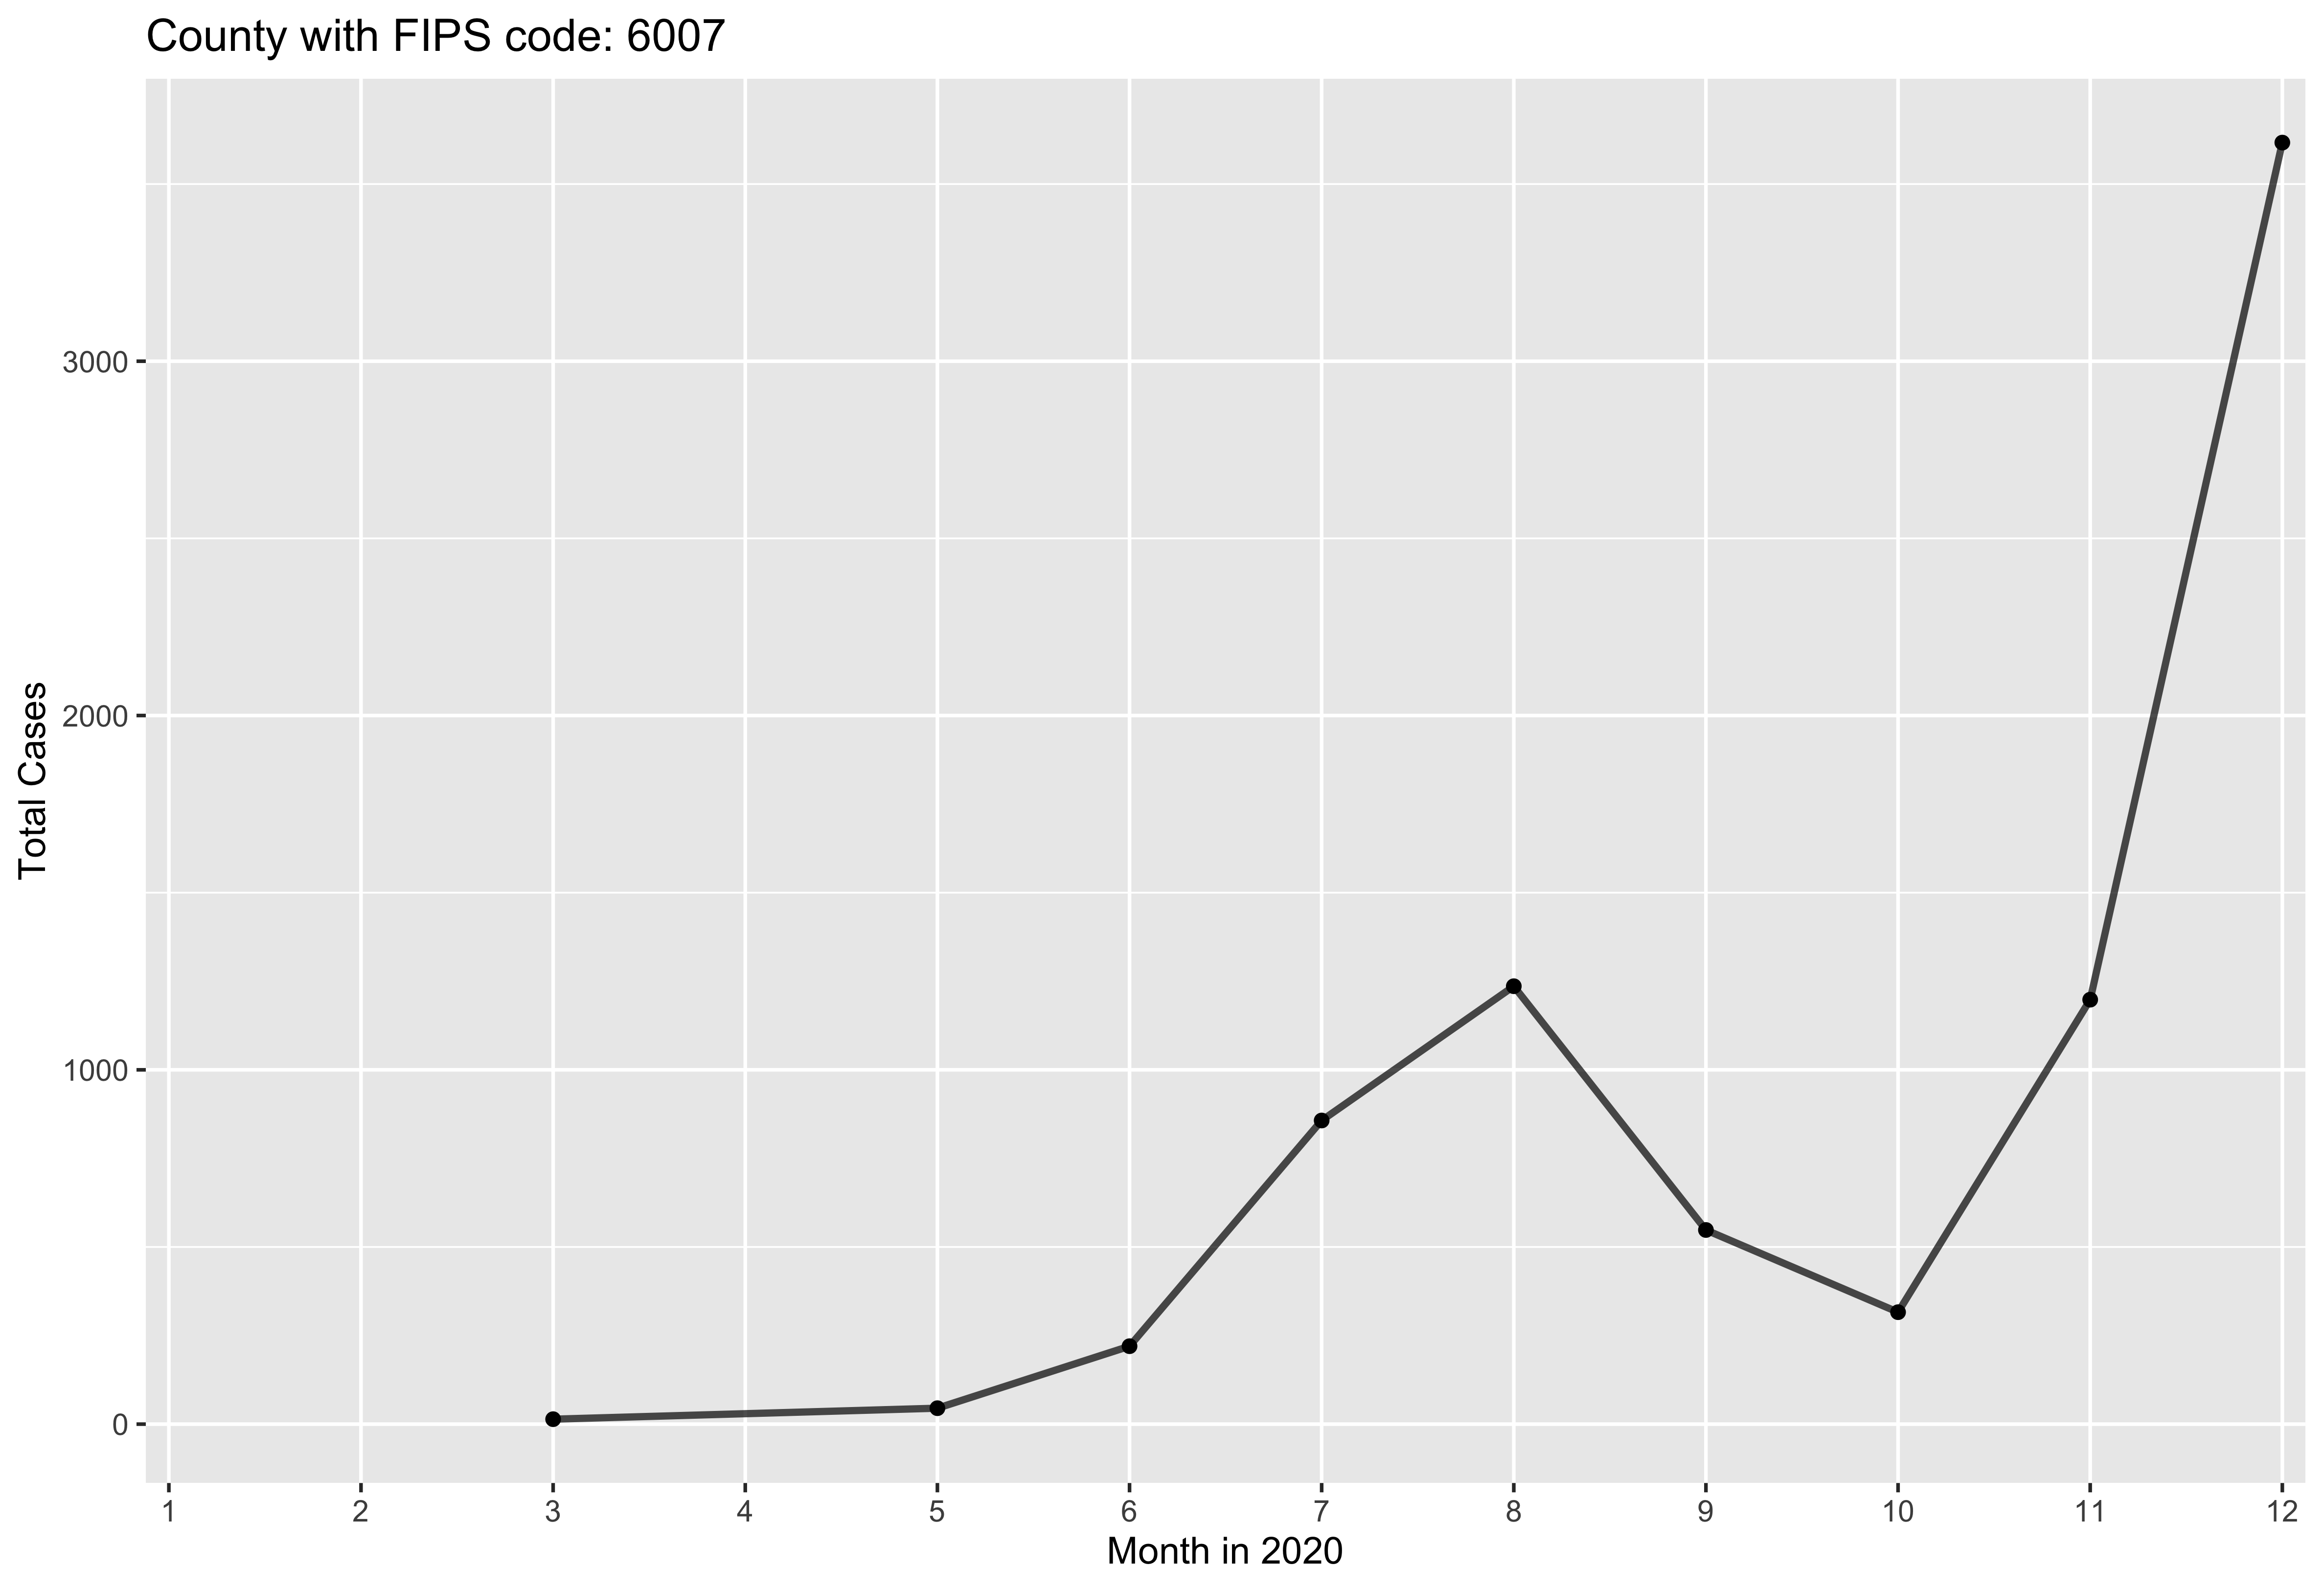 County with FIPS code: 6007
Total Cases
3000
2000
1000
0
1 2 3 4 5 6 7 8 9 10 11 12
Month in 2020